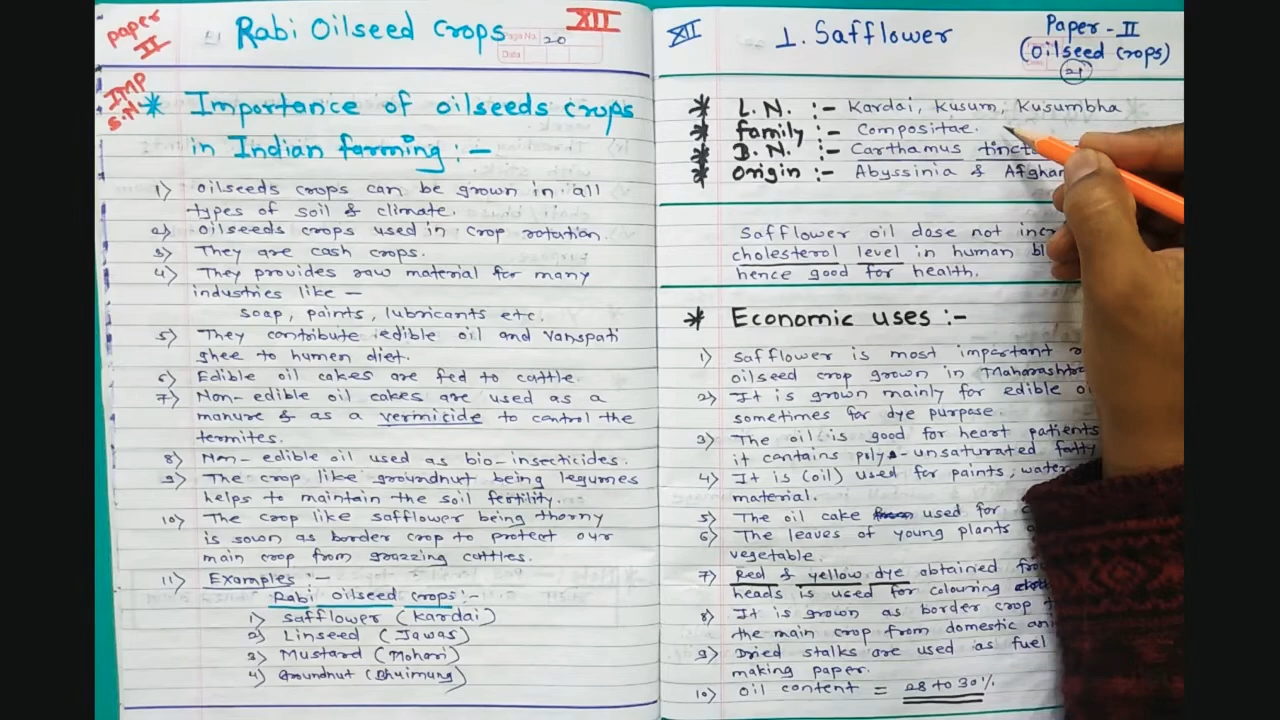 paper II
Rabi Oilseed Crops
XII
Page No. 20
Date
IMP
S.N.
* Importance of oilseeds crops
in Indian farming :-
1) oilseeds crops can be grown in all
types of soil & climate.
2) oilseeds crops used in crop rotation.
3) They are cash crops.
4) They provides raw material for many
industries like -
soap, paints, lubricants etc.
5) They contribute edible oil and vanspati
ghee to human diet.
6) Edible oil cakes are fed to cattle.
7) Non-edible oil cakes are used as a
manure & as a vermicide to control the
termites.
8) Non-edible oil used as bio-insecticides.
9) The crop like groundnut being legumes
helps to maintain the soil fertility.
10) The crop like safflower being thorny
is sown as border crop to protect our
main crop from grazzing cattles.
11) Examples :-
Rabi oilseed crops :-
1) safflower (Kardai)
2) Linseed (Jawas)
3) Mustard (Mohari)
4) Groundnut (Bhuimung)
XII
1. Safflower
Paper - II
(Oilseed crops)
21
* L.N. :- Kardai, Kusum, Kusumbha
* family :- Compositae.
* B.N. :- Carthamus tincto
* Origin :- Abyssinia & Afghan
Safflower oil dose not incr
cholesterol level in human bl
hence good for health.
* Economic uses :-
1) Safflower is most important
oilseed crop grown in Maharashtra
2) It is grown mainly for edible oi
sometimes for dye purpose.
3) The oil is good for heart patients
it contains poly-unsaturated fatty
4) It is (oil) used for paints, water
material.
5) The oil cake used for
6) The leaves of young plants
vegetable.
7) Red & yellow dye obtained fro
heads is used for colouring
8) It is grown as border crop
the main crop from domestic ani
9) Dried stalks are used as fuel
making paper.
10) oil content = 28 to 30%